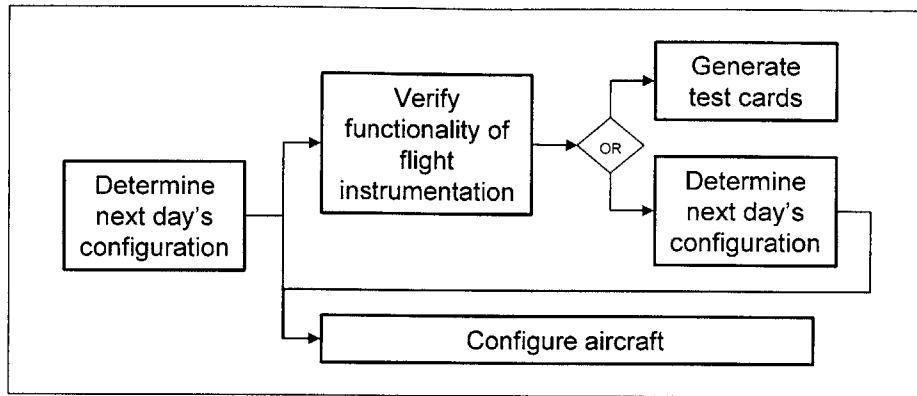 Determine
next day's
configuration
Verify
functionality of
flight
instrumentation
OR
Generate
test cards
Determine
next day's
configuration
Configure aircraft